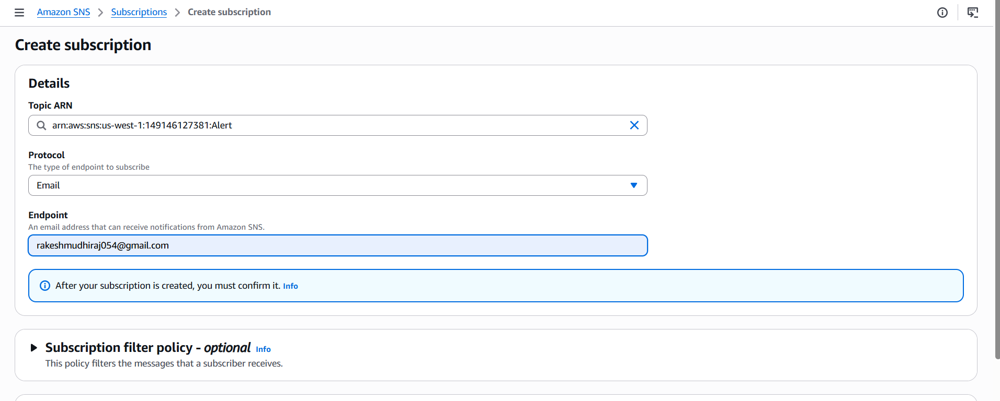 Amazon SNS Subscriptions Create subscription
Create subscription
Details
Topic ARN
arn:aws:sns:us-west-1:149146127381:Alert
Protocol
The type of endpoint to subscribe
Email
Endpoint
An email address that can receive notifications from Amazon SNS.
rakeshmudhiraj054@gmail.com
After your subscription is created, you must confirm it. Info
Subscription filter policy - optional Info
This policy filters the messages that a subscriber receives.